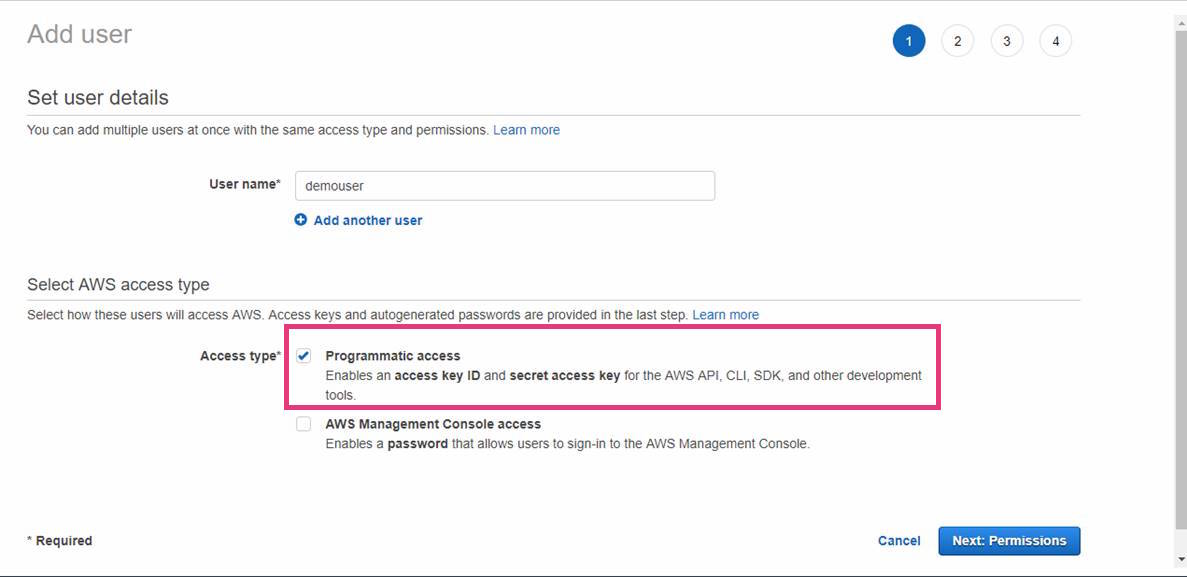 Add user
1 2 3 4
Set user details
You can add multiple users at once with the same access type and permissions. Learn more
User name* demouser
Add another user
Select AWS access type
Select how these users will access AWS. Access keys and autogenerated passwords are provided in the last step. Learn more
Access type* Programmatic access
Enables an access key ID and secret access key for the AWS API, CLI, SDK, and other development
tools.
AWS Management Console access
Enables a password that allows users to sign-in to the AWS Management Console.
* Required Cancel Next: Permissions